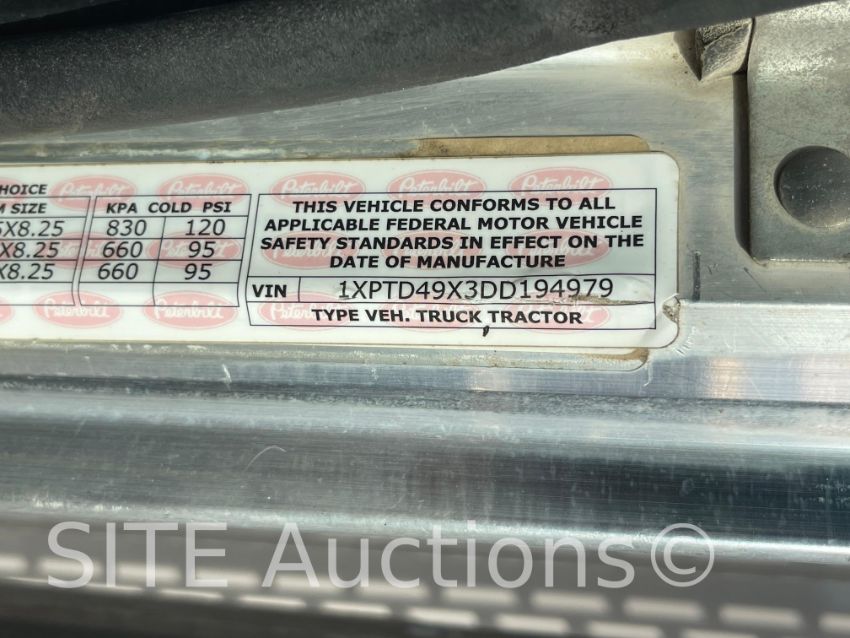 HOICE
M SIZE
KPA COLD PSI
X8.25 830 120
X8.25 660 95
X8.25 660 95
THIS VEHICLE CONFORMS TO ALL
APPLICABLE FEDERAL MOTOR VEHICLE
SAFETY STANDARDS IN EFFECT ON THE
DATE OF MANUFACTURE
VIN 1XPTD49X3DD194979
TYPE VEH. TRUCK TRACTOR
Peterbilt
SITE Auctions©